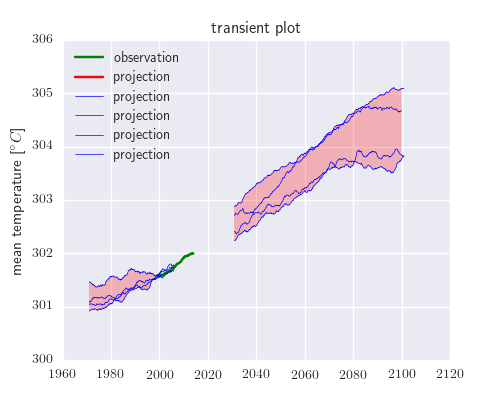 transient plot
306
305
304
303
302
301
300
mean temperature [°C]
observation
projection
projection
projection
projection
projection
1960 1980 2000 2020 2040 2060 2080 2100 2120